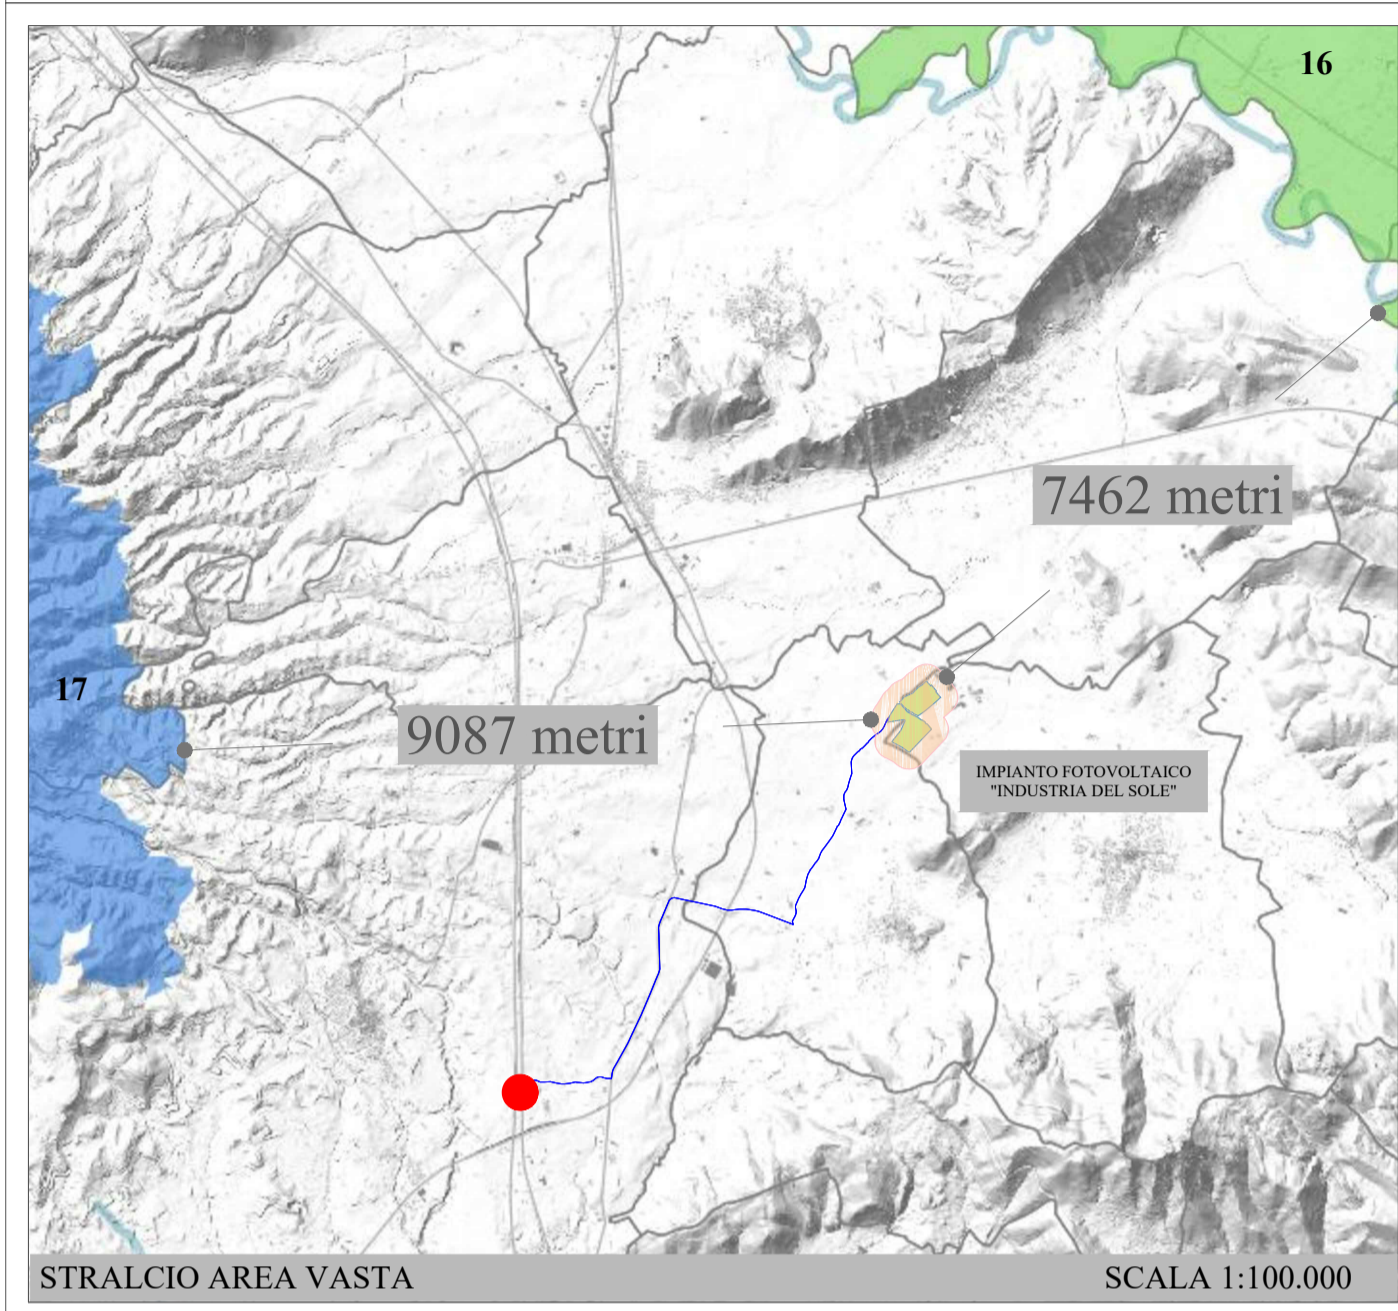 16
7462 metri
17
9087 metri
IMPIANTO FOTOVOLTAICO
"INDUSTRIA DEL SOLE"
STRALCIO AREA VASTA
SCALA 1:100.000